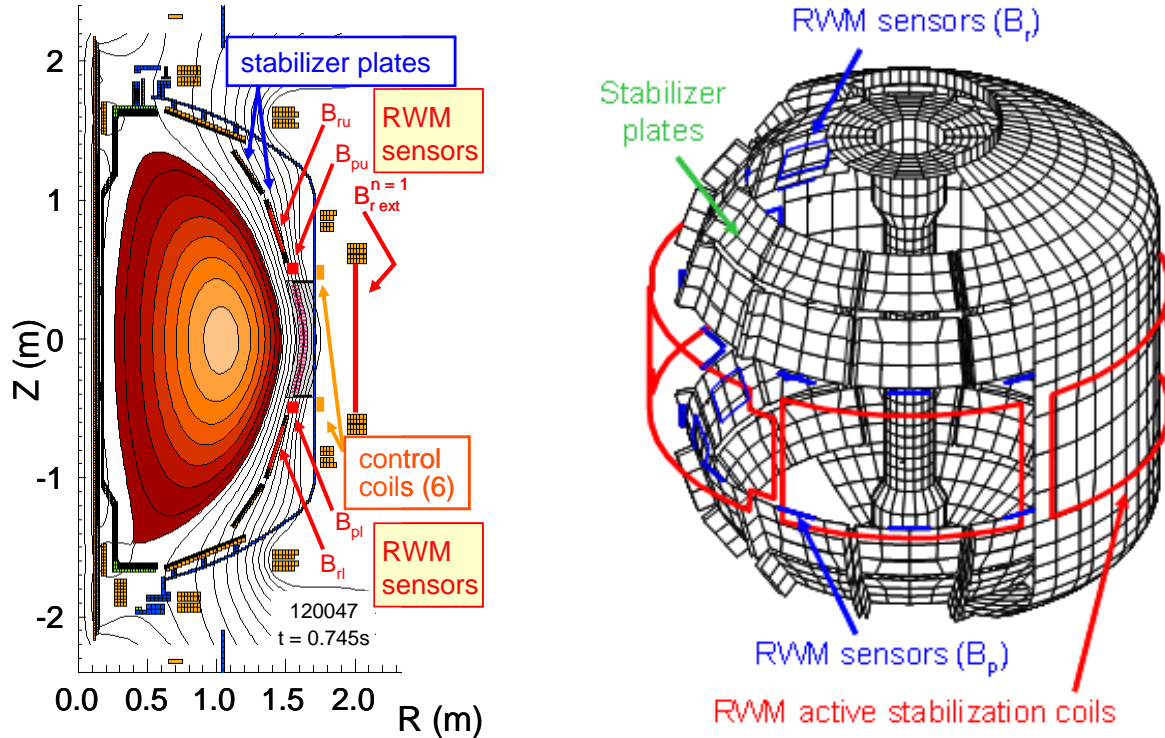 stabilizer plates
RWM
sensors
B_ru
B_pu
B_r ext^n = 1
control
coils (6)
B_pl
B_rl
RWM
sensors
120047
t = 0.745s
2
1
0
-1
-2
Z (m)
0.0 0.5 1.0 1.5 2.0
R (m)
RWM sensors (B_r)
Stabilizer
plates
RWM sensors (B_p)
RWM active stabilization coils